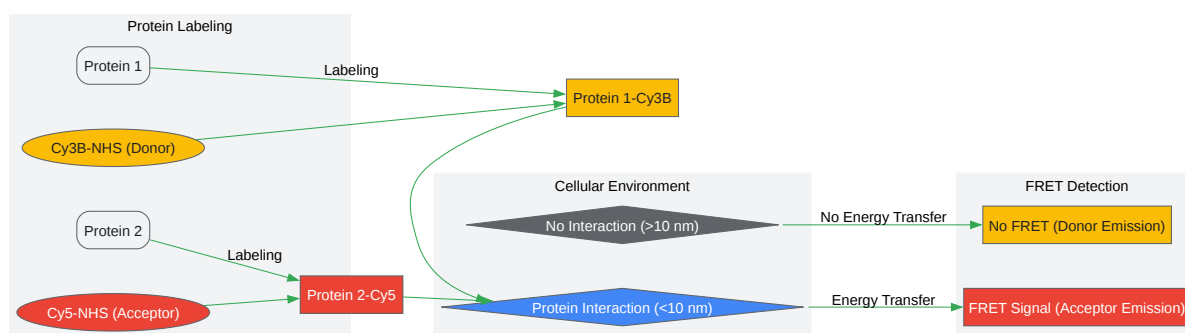 Protein Labeling
Protein 1
Labeling
Protein 1-Cy3B
Cy3B-NHS (Donor)
Cellular Environment
FRET Detection
Protein 2
No Interaction (>10 nm)
No Energy Transfer
No FRET (Donor Emission)
Labeling
Protein 2-Cy5
Cy5-NHS (Acceptor)
Protein Interaction (<10 nm)
Energy Transfer
FRET Signal (Acceptor Emission)